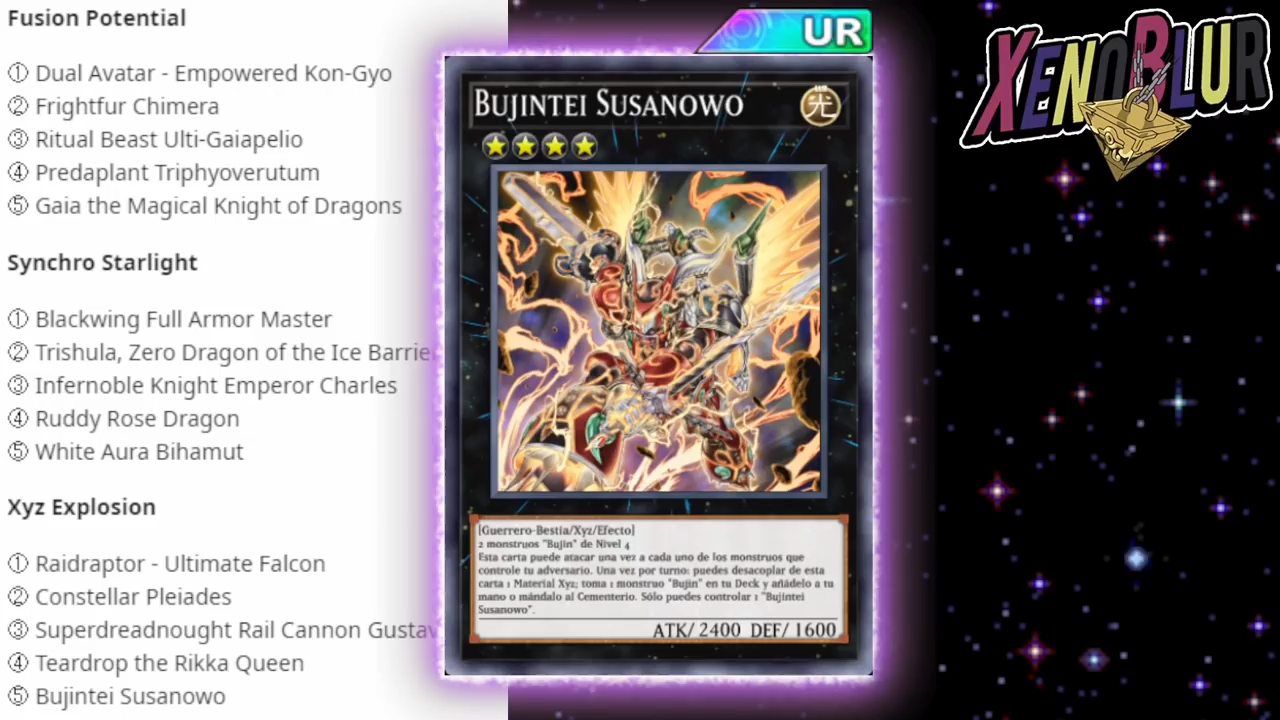 Fusion Potential
① Dual Avatar - Empowered Kon-Gyo
② Frightfur Chimera
③ Ritual Beast Ulti-Gaiapelio
④ Predaplant Triphyoverutum
⑤ Gaia the Magical Knight of Dragons
Synchro Starlight
① Blackwing Full Armor Master
② Trishula, Zero Dragon of the Ice Barrie
③ Infernoble Knight Emperor Charles
④ Ruddy Rose Dragon
⑤ White Aura Bihamut
Xyz Explosion
① Raidraptor - Ultimate Falcon
② Constellar Pleiades
③ Superdreadnought Rail Cannon Gustav
④ Teardrop the Rikka Queen
⑤ Bujintei Susanowo
UR
BUJINTEI SUSANOWO
光
[Guerrero-Bestia/Xyz/Efecto]
2 monstruos "Bujin" de Nivel 4
Esta carta puede atacar una vez a cada uno de los monstruos que
controle tu adversario. Una vez por turno: puedes desacoplar de esta
carta 1 Material Xyz; toma 1 monstruo "Bujin" en tu Deck y añádelo a tu
mano o mándalo al Cementerio. Sólo puedes controlar 1 "Bujintei
Susanowo".
ATK/ 2400 DEF/ 1600
XENOBLUR